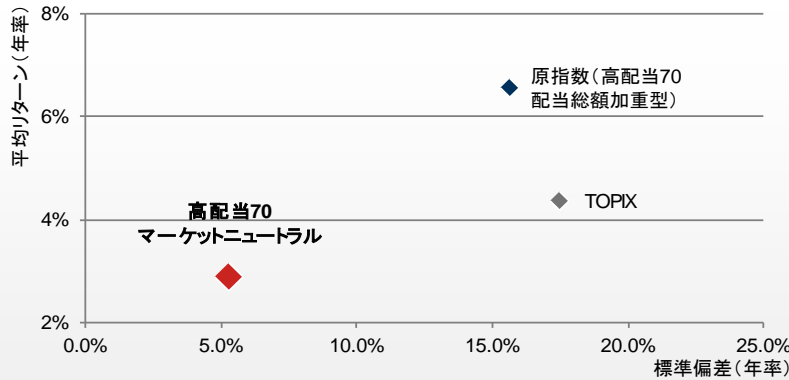 平均リターン（年率）
8%
6%
4%
2%
原指数（高配当70
配当総額加重型）
TOPIX
高配当70
マーケットニュートラル
0.0%
5.0%
10.0%
15.0%
20.0%
25.0%
標準偏差（年率）